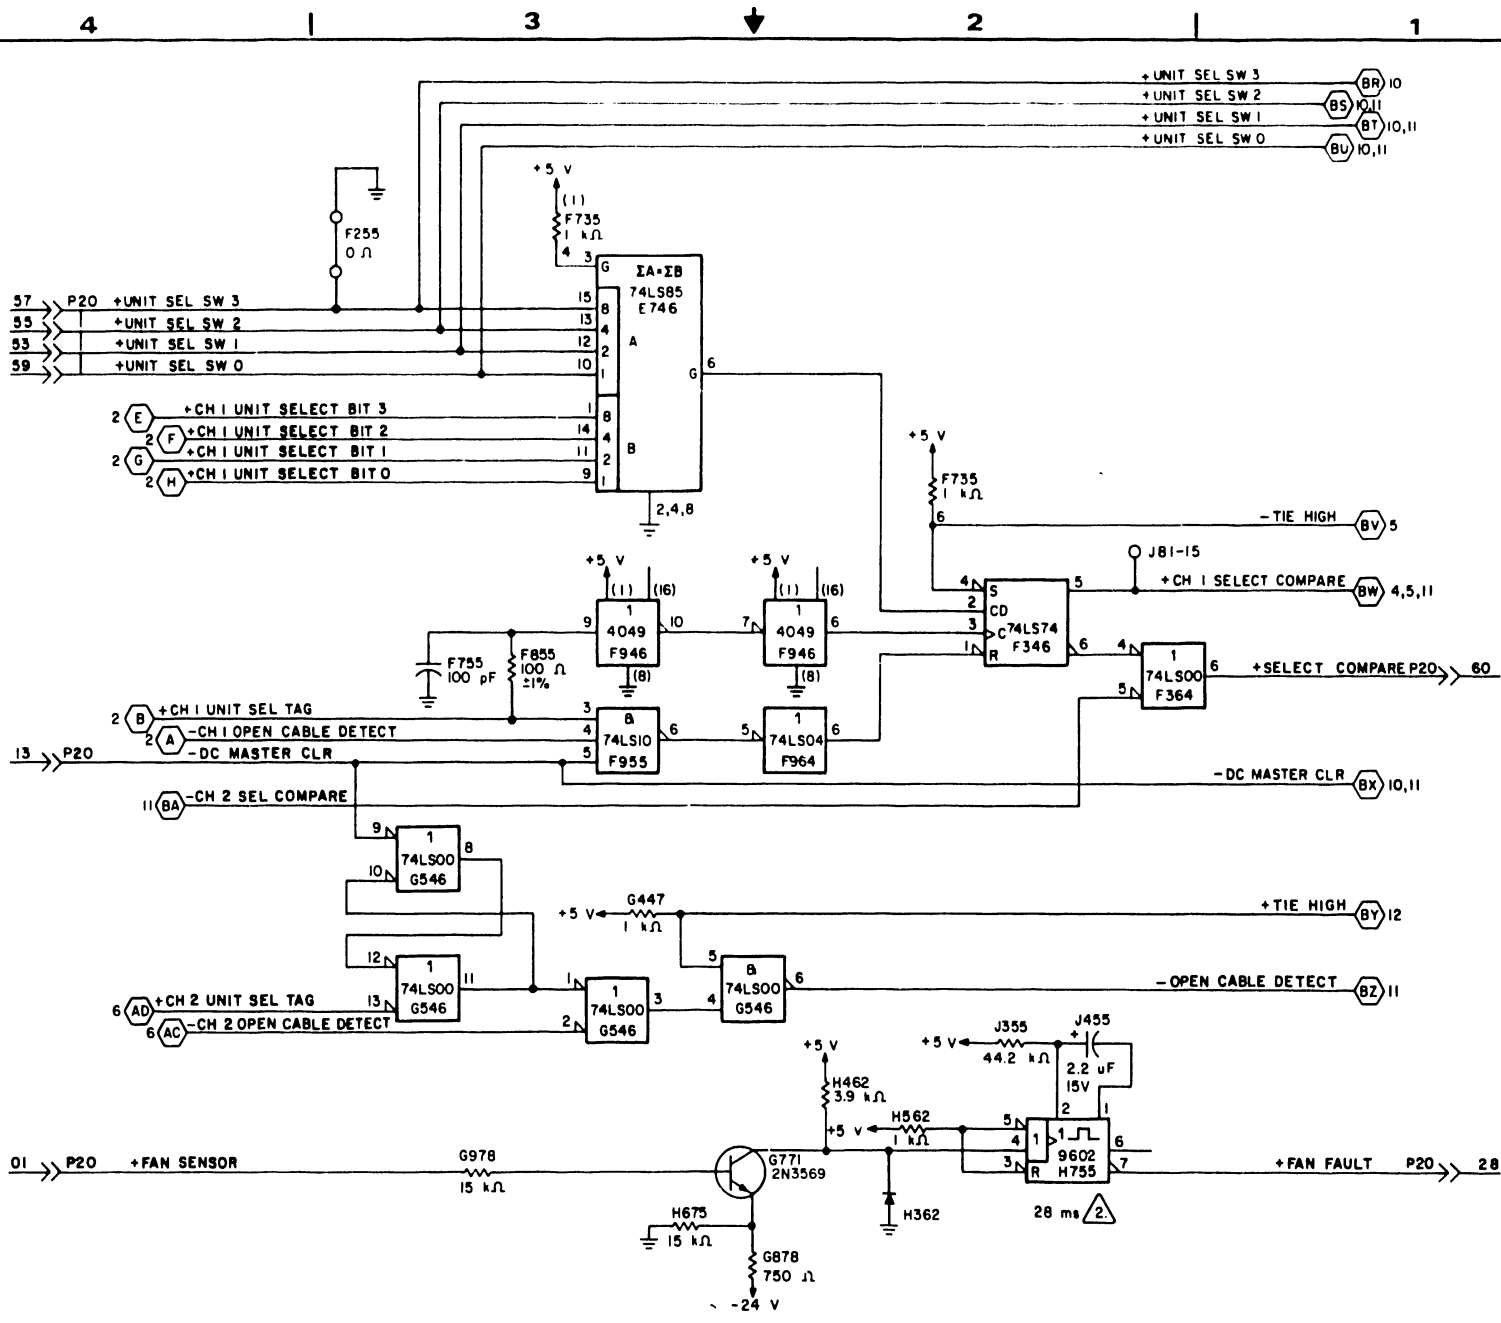 4 3 2 1
+UNIT SEL SW 3 BR 10
+UNIT SEL SW 2 BS 10,11
+UNIT SEL SW 1 BT 10,11
+UNIT SEL SW 0 BU 10,11
+5 V
(1)
F735
1 kΩ
4
F255
0 Ω
3 G ΣA=ΣB
74LS85
E746
57 P20 +UNIT SEL SW 3 15 8
55 +UNIT SEL SW 2 13 4
53 +UNIT SEL SW 1 12 2 A
59 +UNIT SEL SW 0 10 1 G 6
2 E +CH 1 UNIT SELECT BIT 3 1 8
2 F +CH 1 UNIT SELECT BIT 2 14 4
2 G +CH 1 UNIT SELECT BIT 1 11 2 B
2 H +CH 1 UNIT SELECT BIT 0 9 1
2,4,8
+5 V
F735
1 kΩ
6 -TIE HIGH BV 5
J81-15
+5 V +5 V
(1) (16) (1) (16)
4 S 5 +CH 1 SELECT COMPARE BW 4,5,11
2 CD
3 C 74LS74
1 R F346 6
9 1 10 7 1 6
4049 4049
F946 F946
(8) (8)
F755
100 pF
F855
100 Ω
±1%
4 1 6 +SELECT COMPARE P20 60
74LS00
5 F364
2 B +CH 1 UNIT SEL TAG 3 &
2 A -CH 1 OPEN CABLE DETECT 4 74LS10 6 5 1 74LS04 6
13 P20 -DC MASTER CLR 5 F955 F964
-DC MASTER CLR BX 10,11
11 BA -CH 2 SEL COMPARE
9 1 8
74LS00
10 G546
+5 V G447
1 kΩ
+TIE HIGH BY 12
12 1 11
74LS00
13 G546
6 AD +CH 2 UNIT SEL TAG
6 AC -CH 2 OPEN CABLE DETECT
1 1 3
74LS00
2 G546
5 & 6
74LS00
4 G546
-OPEN CABLE DETECT BZ 11
+5 V J355
44.2 kΩ
J455
+
2.2 uF
15V
2 1
+5 V
H462
3.9 kΩ
+5 V H562
1 kΩ
5 1 6
4 1 9602
3 R H755 7
28 ms 2.
01 P20 +FAN SENSOR G978
15 kΩ
G771
2N3569
+FAN FAULT P20 28
H362
H675
15 kΩ
G878
750 Ω
-24 V